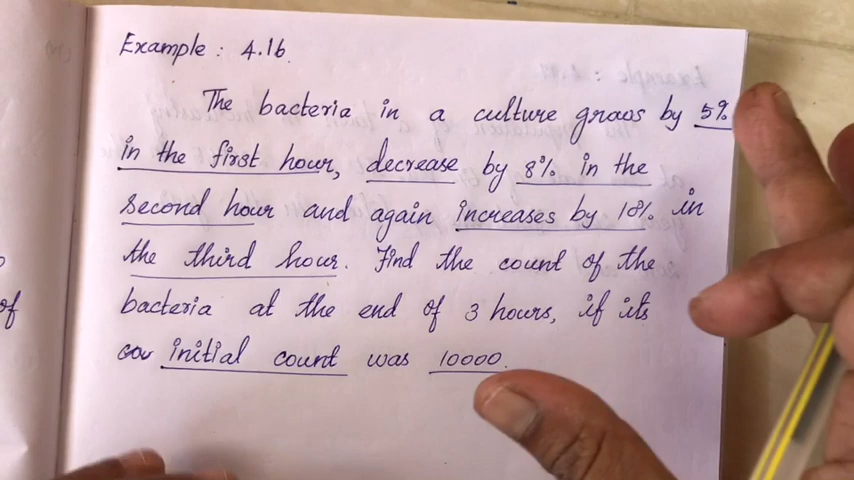 Example : 4.16.
The bacteria in a culture grows by 5%
in the first hour, decrease by 8% in the
second hour and again increases by 10% in
the third hour. Find the count of the
bacteria at the end of 3 hours, if its
cou initial count was 10000.
of